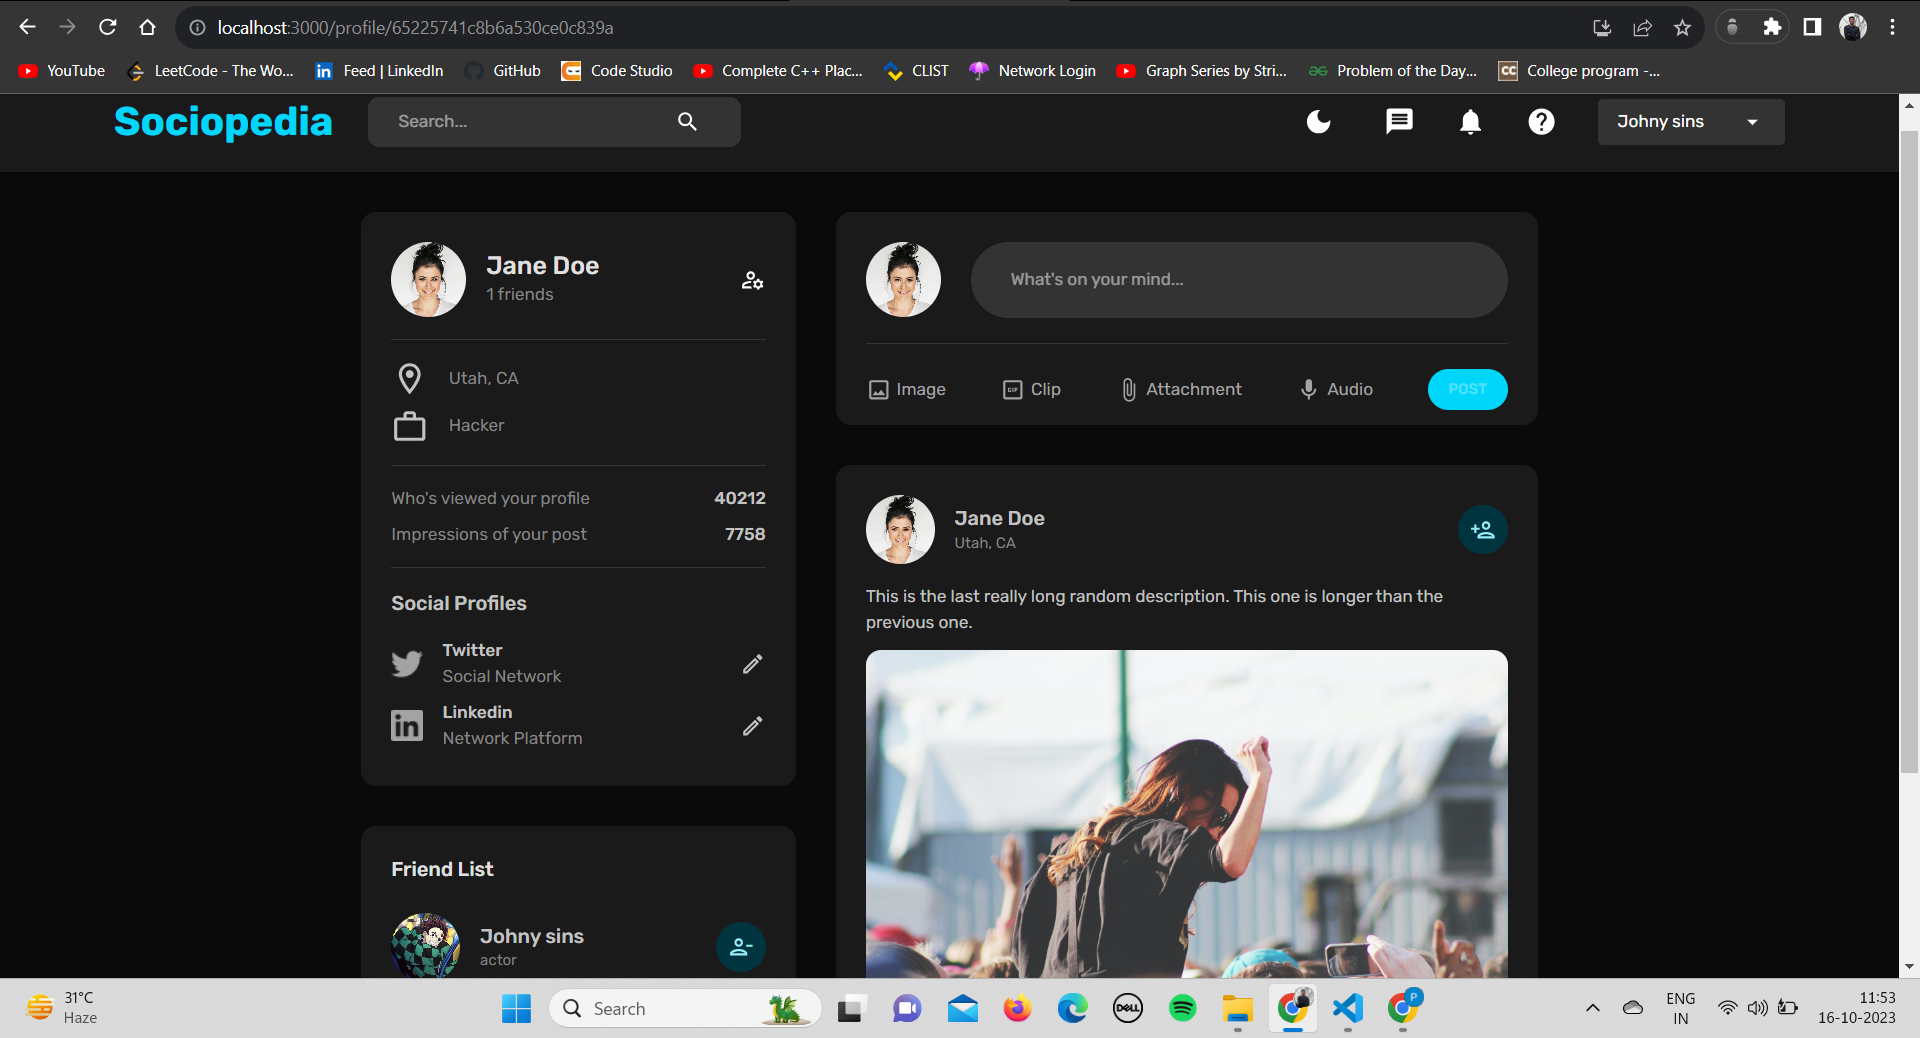 localhost:3000/profile/65225741c8b6a530ce0c839a
YouTube
LeetCode - The Wo...
Feed | LinkedIn
GitHub
Code Studio
Complete C++ Plac...
CLIST
Network Login
Graph Series by Stri...
Problem of the Day...
College program -...
Sociopedia
Search...
Johny sins
Jane Doe
1 friends
Utah, CA
Hacker
Who's viewed your profile 40212
Impressions of your post 7758
Social Profiles
Twitter
Social Network
Linkedin
Network Platform
Friend List
Johny sins
actor
What's on your mind...
Image
GIF Clip
Attachment
Audio
POST
Jane Doe
Utah, CA
This is the last really long random description. This one is longer than the
previous one.
31°C
Haze
Search
DELL
P
ENG
IN
11:53
16-10-2023